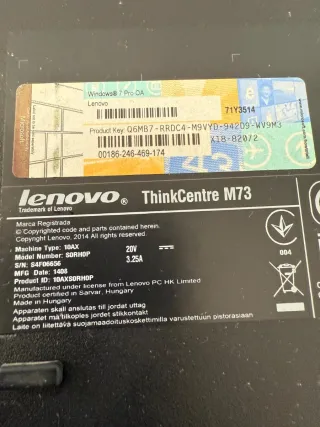 Windows® 7 Pro OA
Lenovo
71Y3514
Product Key: Q6MB7-RRDC4-M9VYD-942D9-WV9M3
X18-82072
00186-246-469-174
Microsoft
lenovo ThinkCentre M73
Trademark of Lenovo
Marca Registrada
© Copyrighted code and parts contained herein.
Copyright Lenovo, 2014 All rights reserved.
Machine Type: 10AX 20V
Model Number: S0RH0P 3.25A
S/N: S4F06656
MFG Date: 1408
Product ID: 10AXS0RH0P
Manufactured under license from Lenovo PC HK Limited
Product certified in Sarvar, Hungary
Made in Hungary
Apparaten skall anslutas till jordat uttag
Apparatet må tilkoples jordet stikkontakt
Laite on liitettävä suojamaadoituskoskettimilla varustettuun pistorasiaan
004